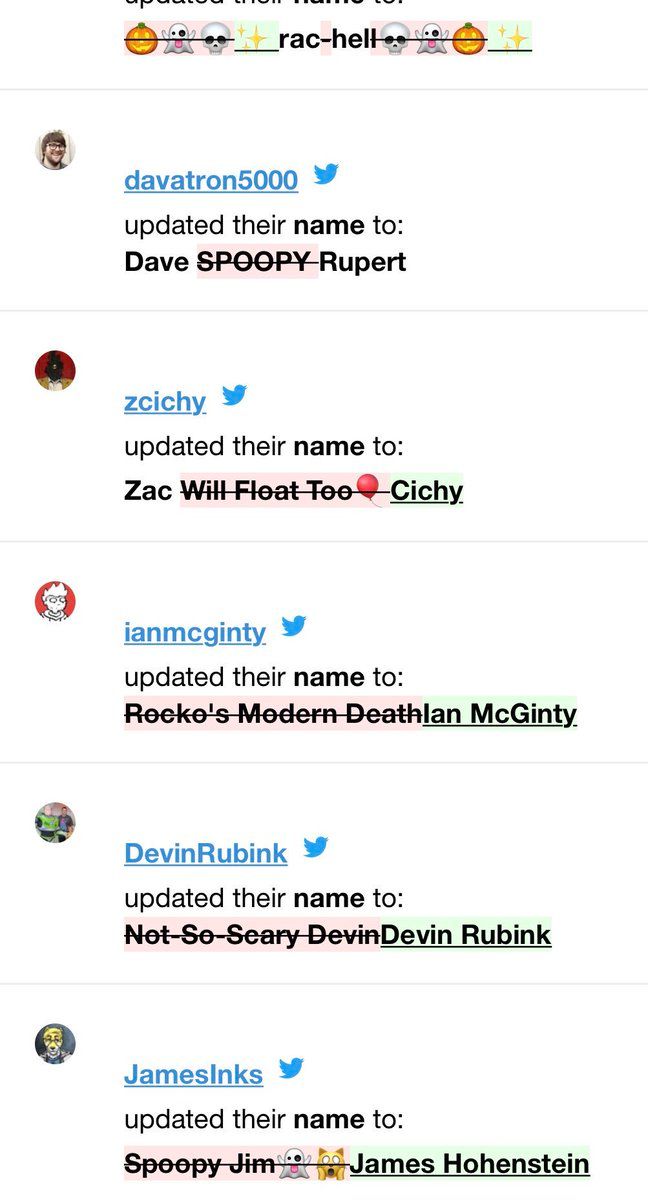 updated their name to:
🎃👻💀✨ rac-hell💀👻🎃 ✨
davatron5000
updated their name to:
Dave SPOOPY Rupert
zcichy
updated their name to:
Zac Will Float Too🎈 Cichy
ianmcginty
updated their name to:
Rocko's Modern DeathIan McGinty
DevinRubink
updated their name to:
Not-So-Scary DevinDevin Rubink
JamesInks
updated their name to:
Spoopy Jim👻🙀James Hohenstein